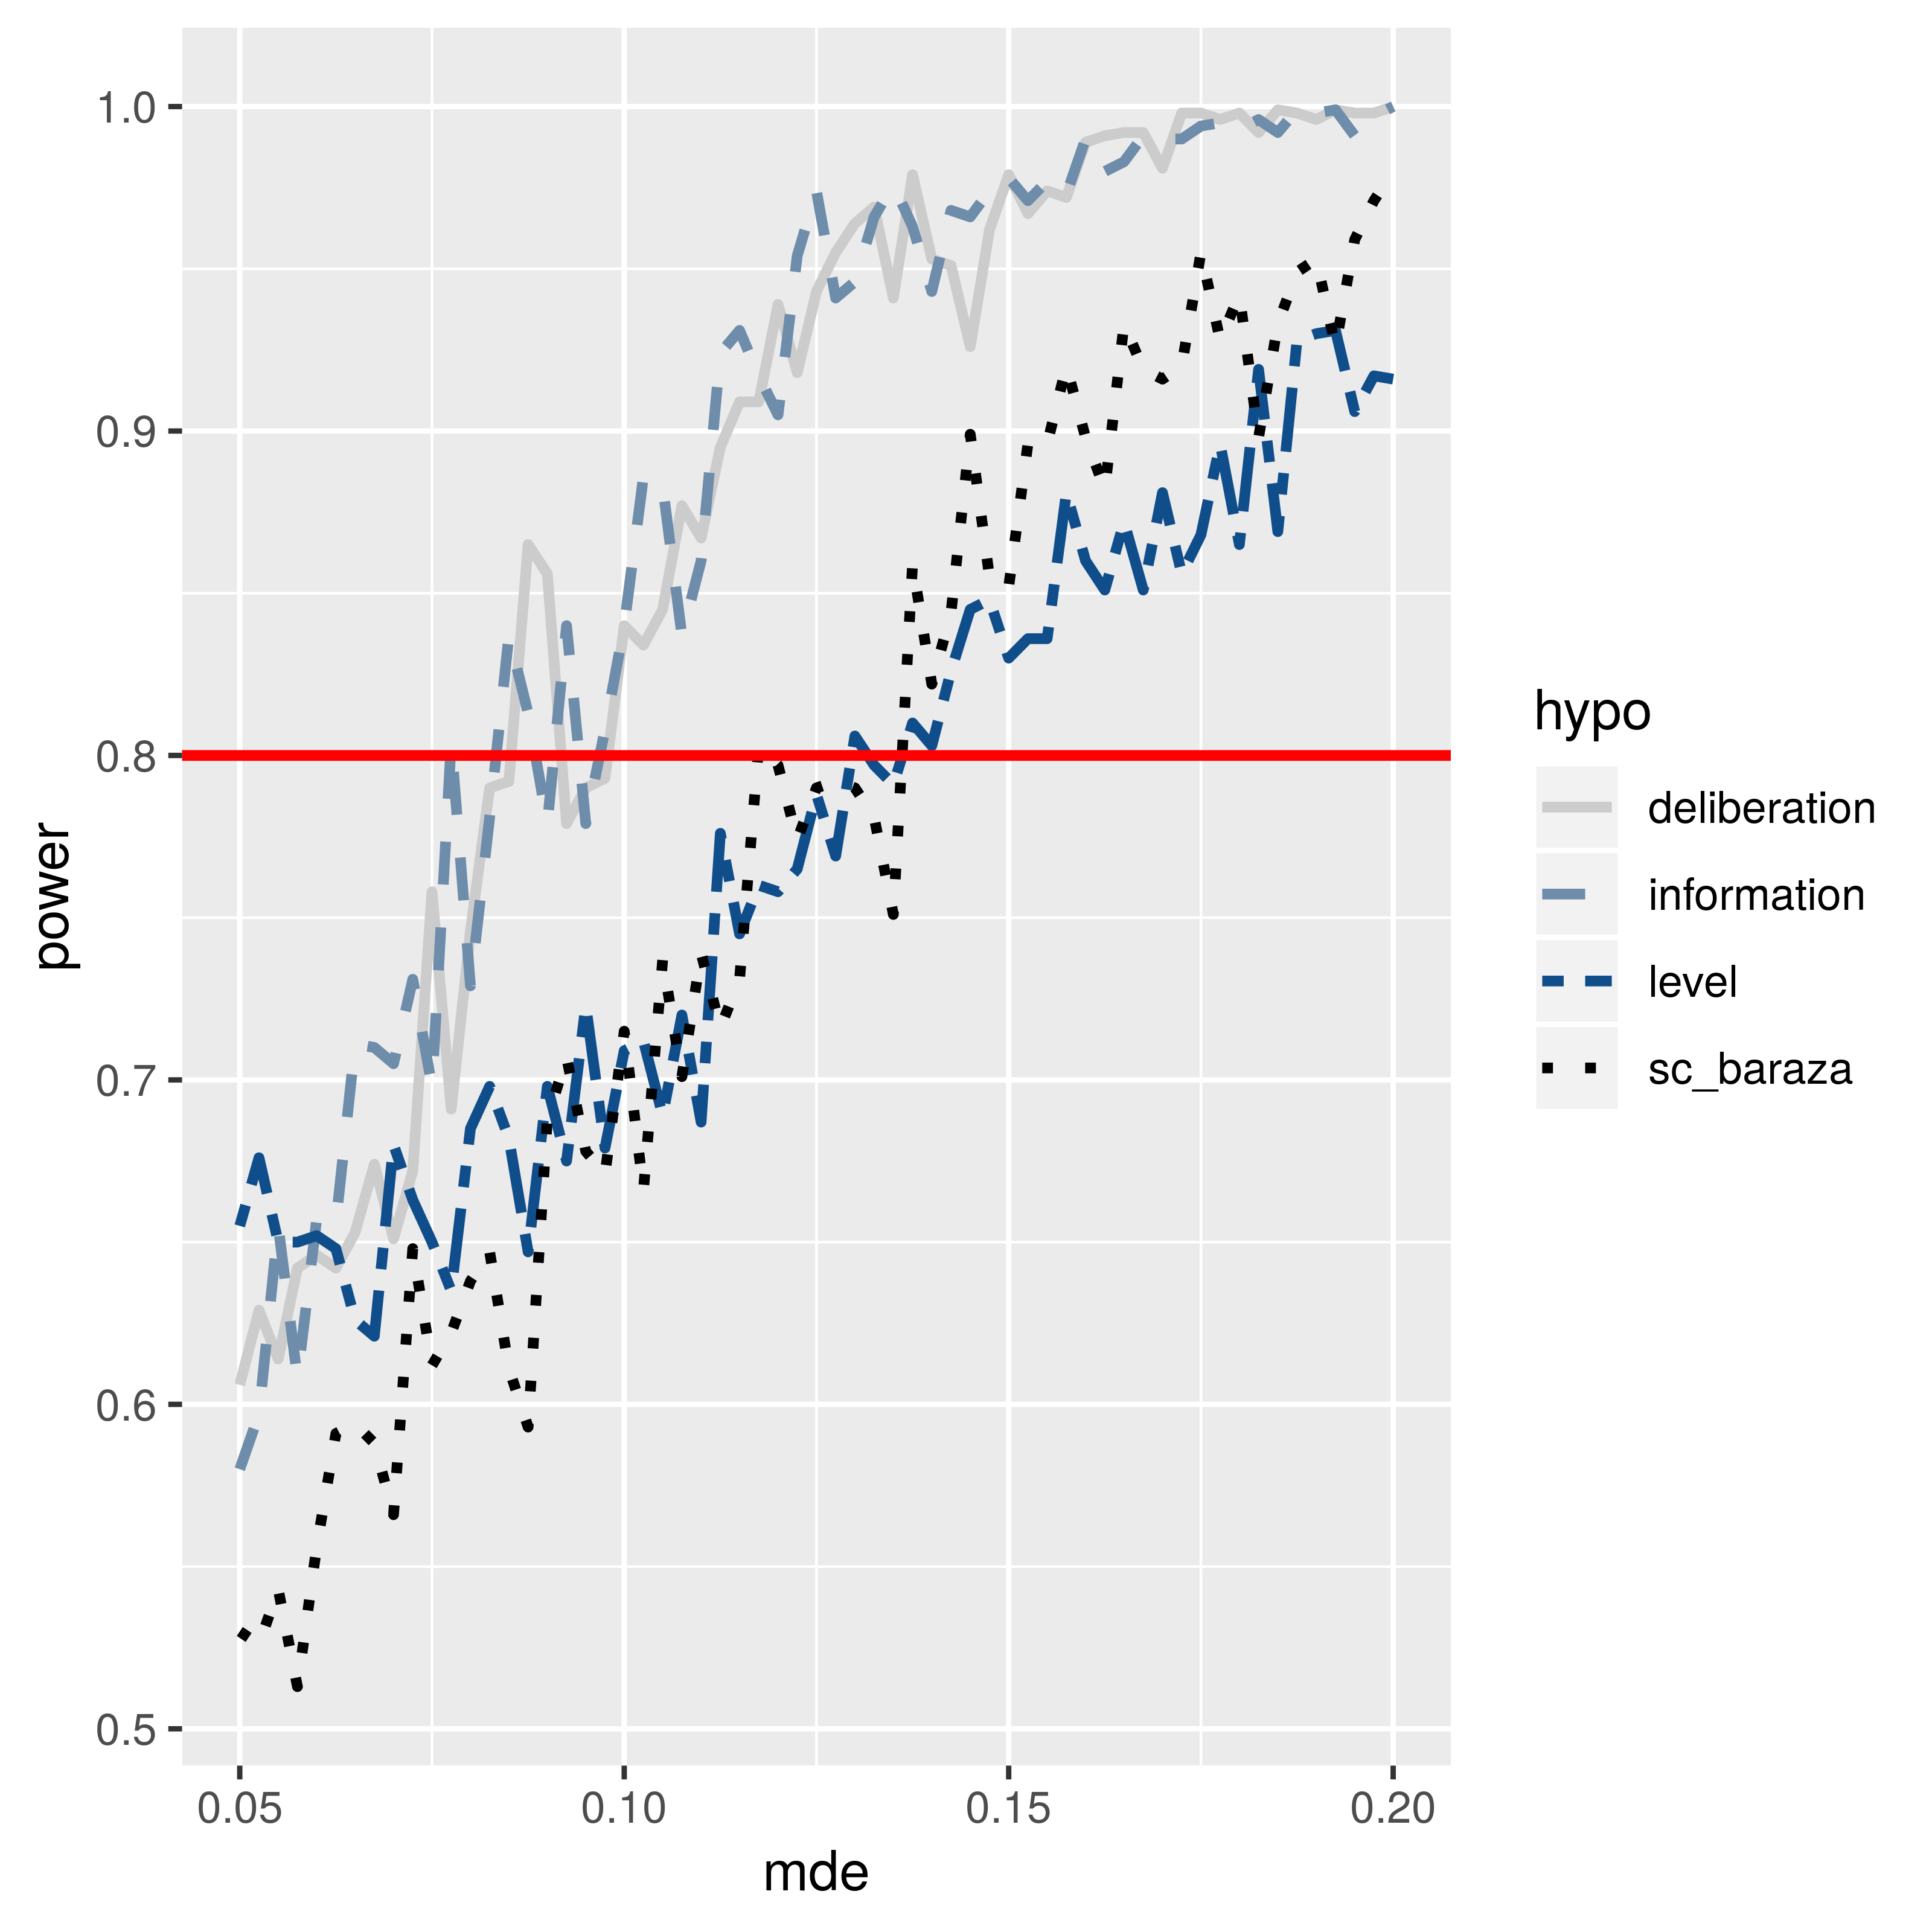 1.0
0.9
0.8
0.7
0.6
0.5
power
0.05 0.10 0.15 0.20
mde
hypo
deliberation
information
level
sc_baraza